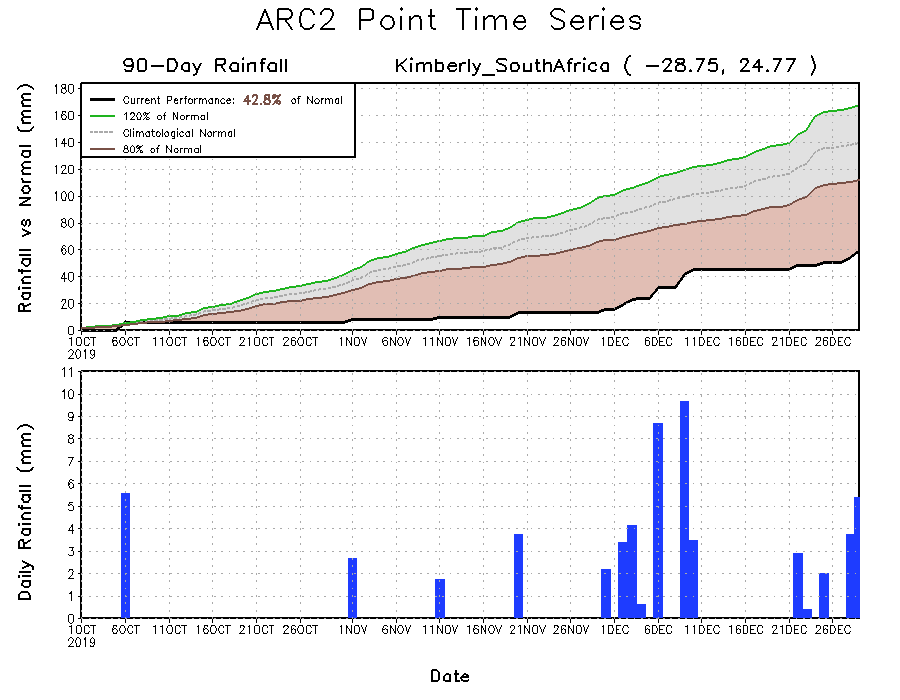 ARC2 Point Time Series
90-Day Rainfall Kimberly_SouthAfrica ( -28.75, 24.77 )
Rainfall vs Normal (mm)
180
160
140
120
100
80
60
40
20
0
Current Performance: 42.8% of Normal
120% of Normal
Climatological Normal
80% of Normal
1OCT 6OCT 11OCT 16OCT 21OCT 26OCT 1NOV 6NOV 11NOV 16NOV 21NOV 26NOV 1DEC 6DEC 11DEC 16DEC 21DEC 26DEC
2019
Daily Rainfall (mm)
11
10
9
8
7
6
5
4
3
2
1
0
1OCT 6OCT 11OCT 16OCT 21OCT 26OCT 1NOV 6NOV 11NOV 16NOV 21NOV 26NOV 1DEC 6DEC 11DEC 16DEC 21DEC 26DEC
2019
Date